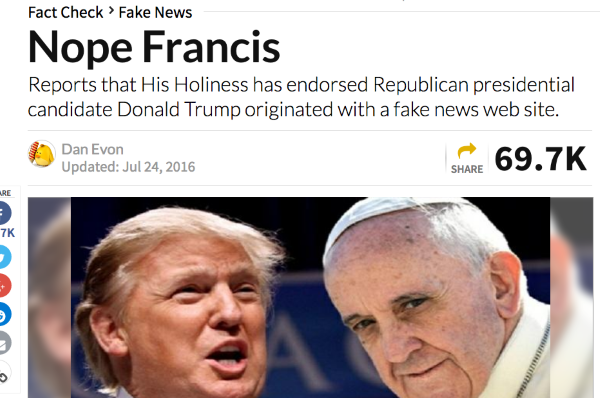 Fact Check > Fake News
Nope Francis
Reports that His Holiness has endorsed Republican presidential
candidate Donald Trump originated with a fake news web site.
Dan Evon
Updated: Jul 24, 2016
SHARE
69.7K
ARE
7K